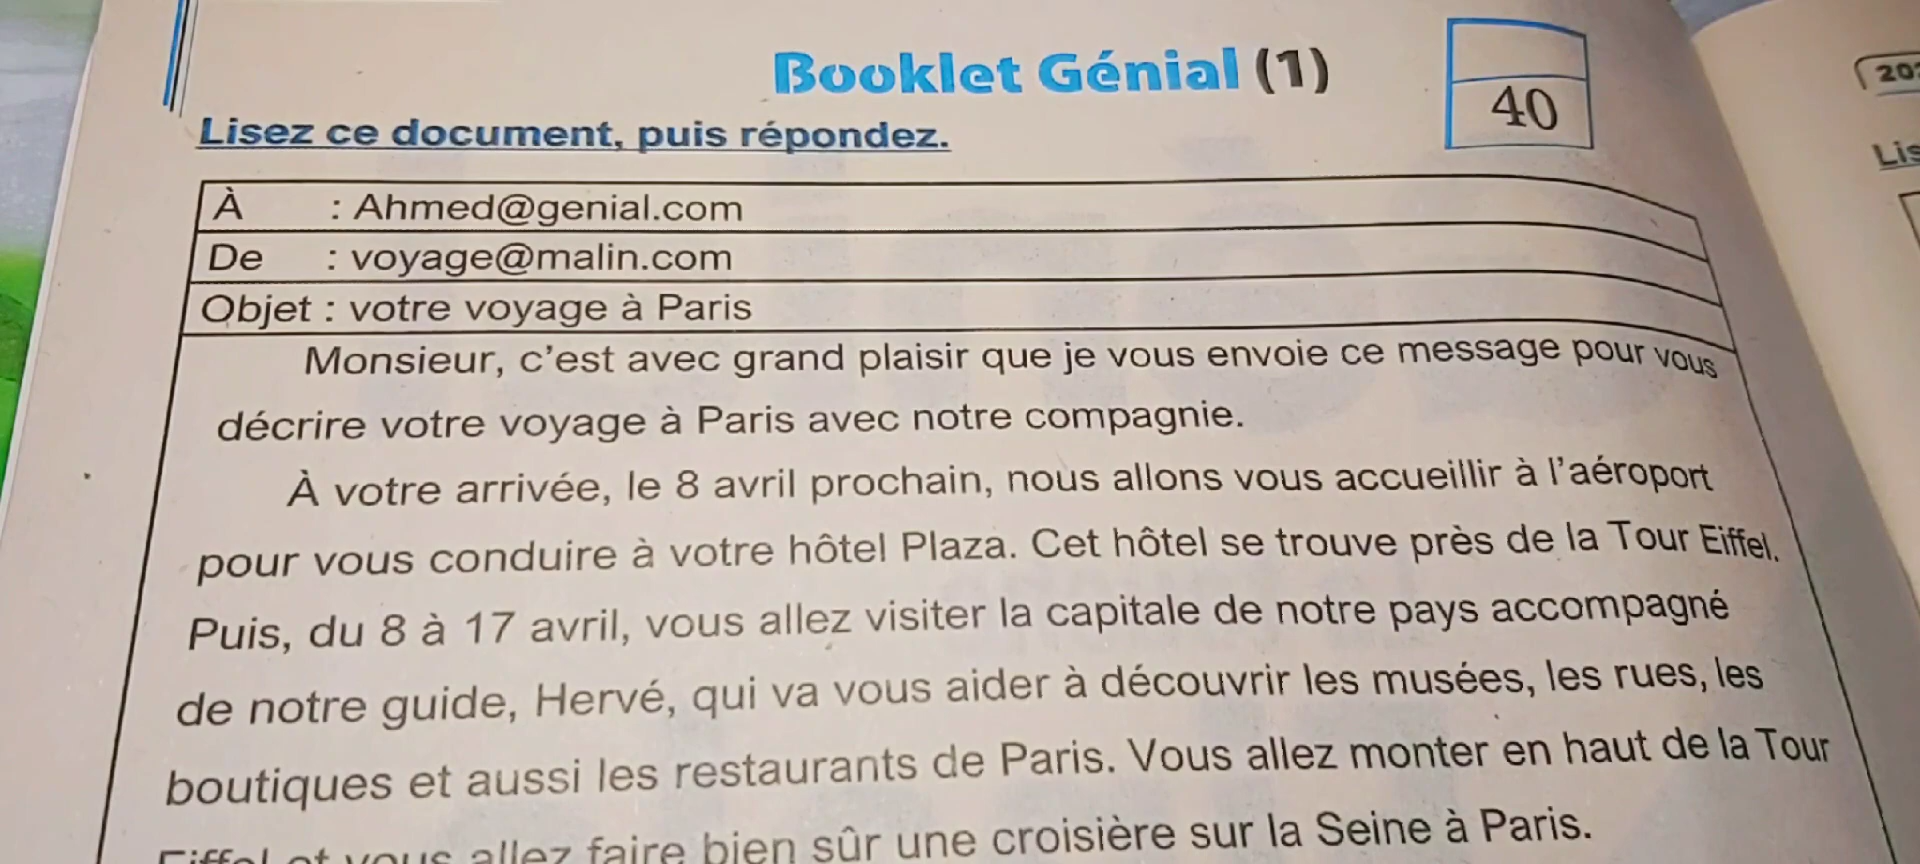 Booklet Génial (1)
40
Lisez ce document, puis répondez.
À : Ahmed@genial.com
De : voyage@malin.com
Objet : votre voyage à Paris
Monsieur, c'est avec grand plaisir que je vous envoie ce message pour vous
décrire votre voyage à Paris avec notre compagnie.
À votre arrivée, le 8 avril prochain, nous allons vous accueillir à l'aéroport
pour vous conduire à votre hôtel Plaza. Cet hôtel se trouve près de la Tour Eiffel.
Puis, du 8 à 17 avril, vous allez visiter la capitale de notre pays accompagné
de notre guide, Hervé, qui va vous aider à découvrir les musées, les rues, les
boutiques et aussi les restaurants de Paris. Vous allez monter en haut de la Tour
Eiffel et vous allez faire bien sûr une croisière sur la Seine à Paris.